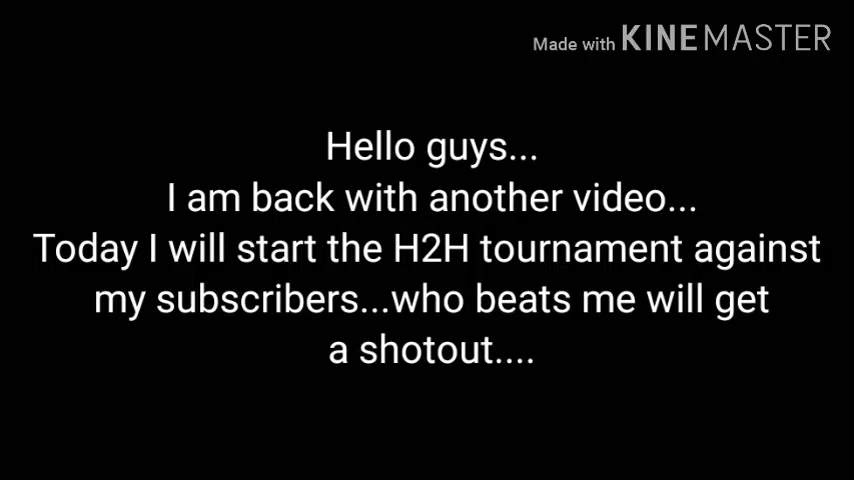 Made with KINEMASTER
Hello guys...
I am back with another video...
Today I will start the H2H tournament against
my subscribers...who beats me will get
a shotout....